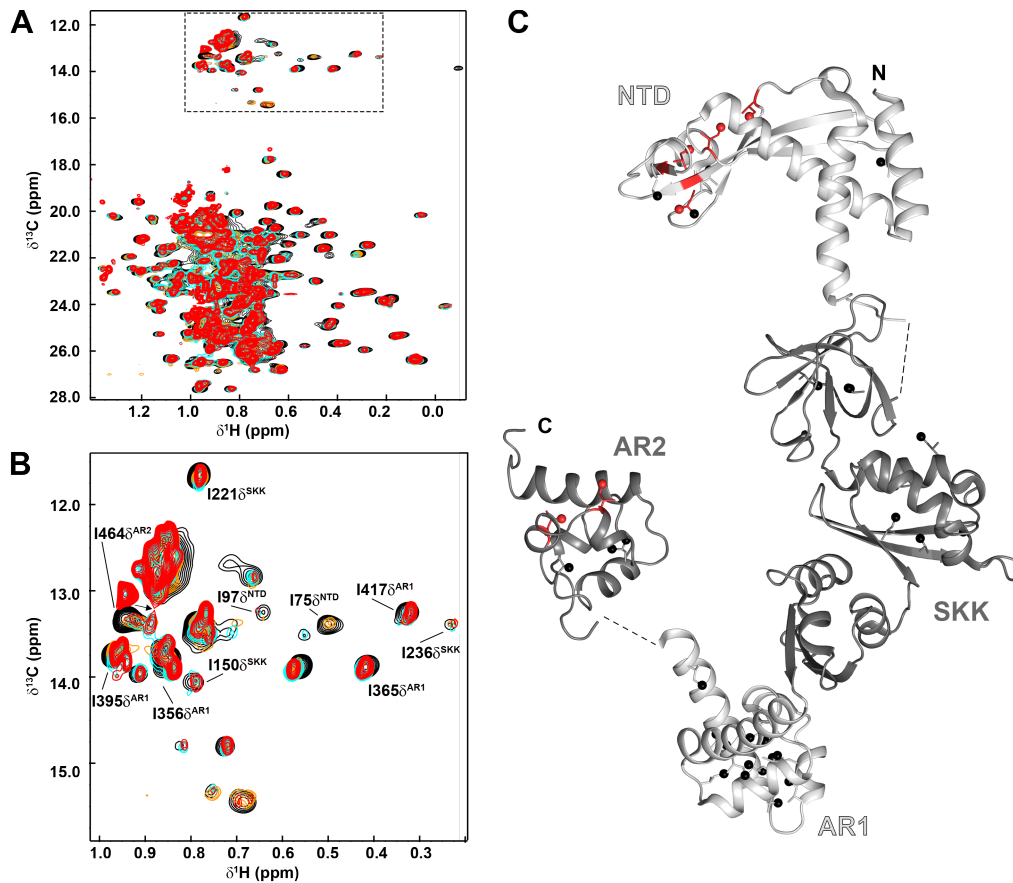 A
12.0
14.0
16.0
18.0
20.0
22.0
24.0
26.0
28.0
δ¹³C (ppm)
1.2 1.0 0.8 0.6 0.4 0.2 0.0
δ¹H (ppm)
B
12.0
13.0
14.0
15.0
δ¹³C (ppm)
I221δSKK
I464δAR2
I97δNTD
I75δNTD
I417δAR1
I236δSKK
I150δSKK
I365δAR1
I395δAR1
I356δAR1
1.0 0.9 0.8 0.7 0.6 0.5 0.4 0.3
δ¹H (ppm)
C
NTD
N
C
AR2
SKK
AR1